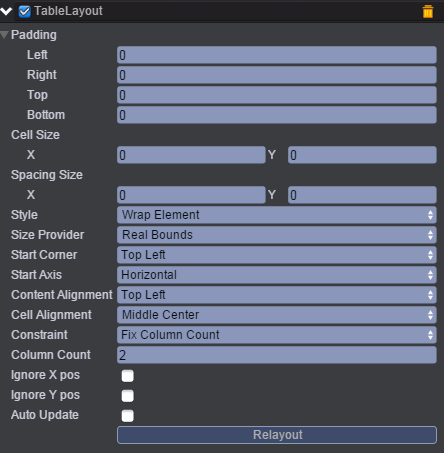 TableLayout
Padding
Left 0
Right 0
Top 0
Bottom 0
Cell Size
X 0 Y 0
Spacing Size
X 0 Y 0
Style Wrap Element
Size Provider Real Bounds
Start Corner Top Left
Start Axis Horizontal
Content Alignment Top Left
Cell Alignment Middle Center
Constraint Fix Column Count
Column Count 2
Ignore X pos
Ignore Y pos
Auto Update
Relayout